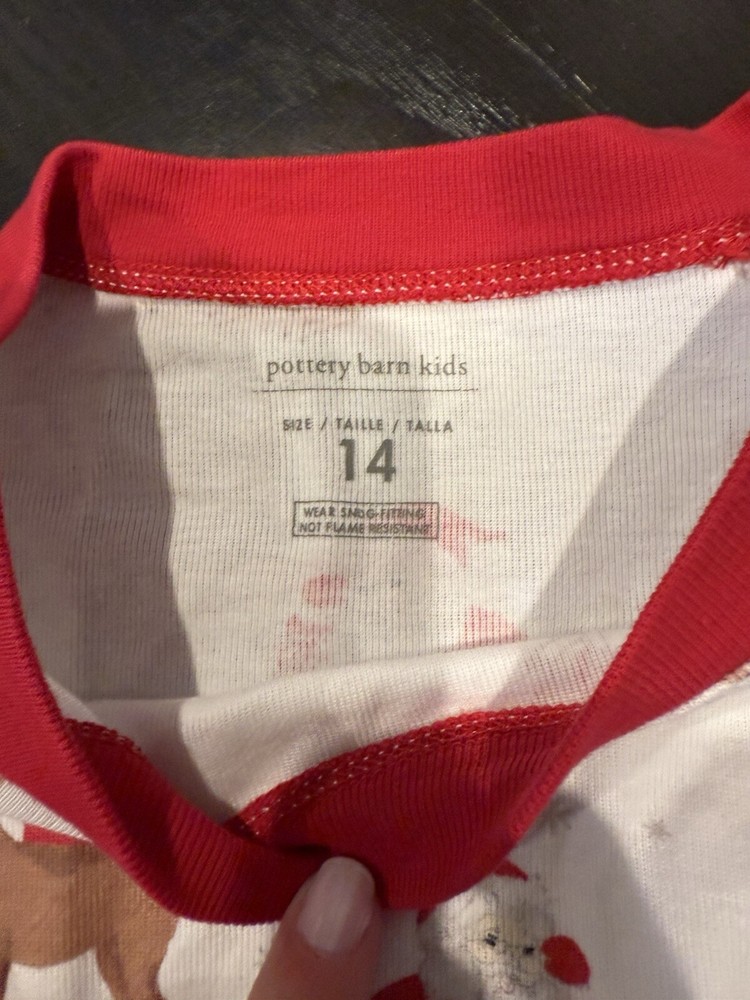 pottery barn kids
SIZE / TAILLE / TALLA
14
WEAR SNUG-FITTING
NOT FLAME RESISTANT